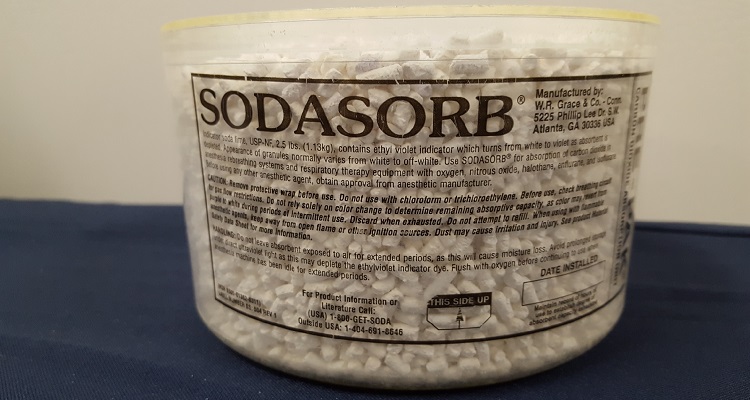 SODASORB®
Manufactured by:
W.R. Grace & Co. - Conn.
5225 Phillip Lee Dr. S.W.
Atlanta, GA 30336 USA
Indicator soda lime, USP-NF, 2.5 lbs. (1.13kg), contains ethyl violet indicator which turns from white to violet as absorbent is
depleted. Appearance of granules normally varies from white to off-white. Use SODASORB® for absorption of carbon dioxide in
anesthesia rebreathing systems and respiratory therapy equipment with oxygen, nitrous oxide, halothane, enflurane, and isoflurane
before using any other anesthetic agent, obtain approval from anesthetic manufacturer.
CAUTION: Remove protective wrap before use. Do not use with chloroform or trichloroethylene. Before use, check breathing circuit
for gas flow restrictions. Do not rely solely on color change to determine remaining absorptive capacity, as color may revert from
purple to white during periods of intermittent use. Discard when exhausted. Do not attempt to refill. When using with flammable
anesthetic agents, keep away from open flame or other ignition sources. Dust may cause irritation and injury. See product Material
Safety Data Sheet for more information.
WARNING: Do not leave absorbent exposed to air for extended periods, as this will cause moisture loss. Avoid prolonged
direct ultraviolet light as this may deplete the ethyl violet indicator dye. Flush with oxygen before continuing to use when
machine has been idle for extended periods.
DATE INSTALLED
For Product Information or
Literature Call:
(USA) 1-800-GET-SODA
Outside USA: 1-404-691-8646
THIS SIDE UP